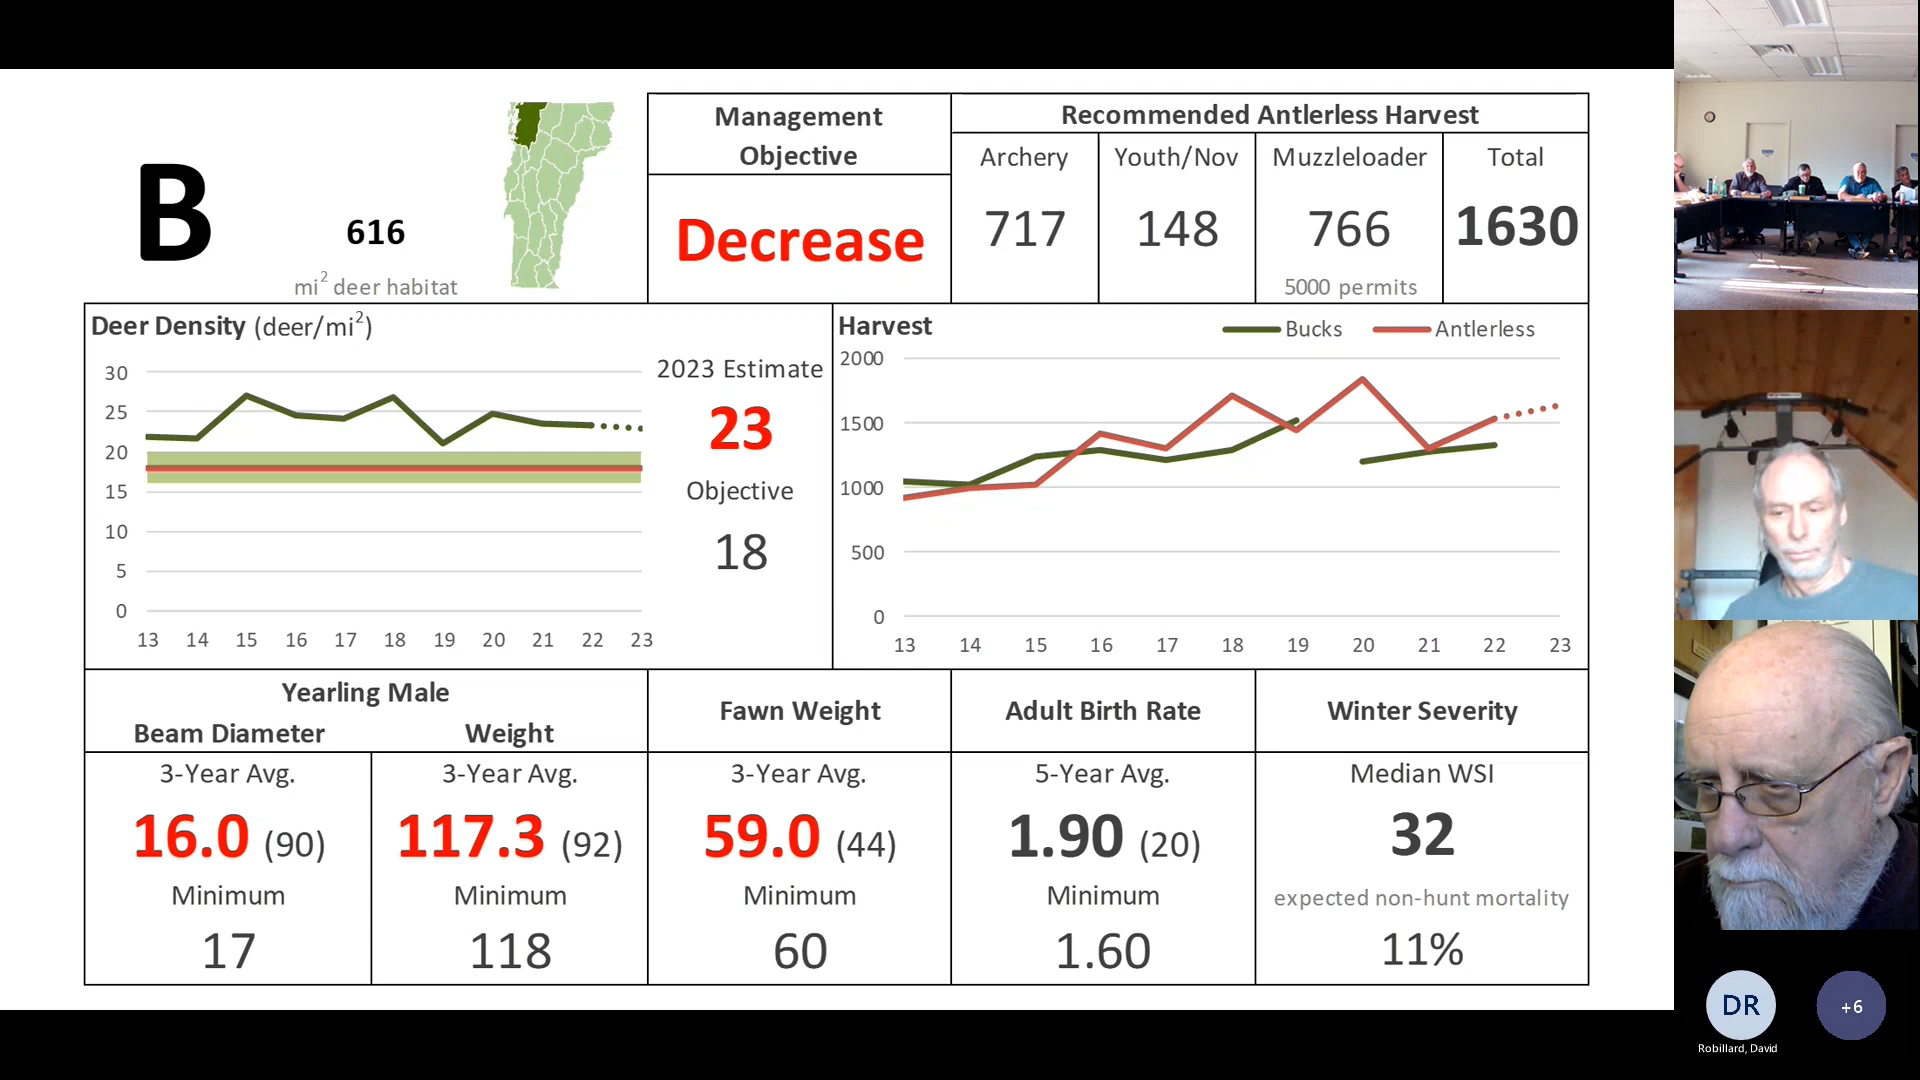 B
616
mi² deer habitat
Management
Objective
Decrease
Recommended Antlerless Harvest
Archery Youth/Nov Muzzleloader Total
717 148 766 1630
5000 permits
Deer Density (deer/mi²)
30
25
20
15
10
5
0
13 14 15 16 17 18 19 20 21 22 23
2023 Estimate
23
Objective
18
Harvest
Bucks Antlerless
2000
1500
1000
500
0
13 14 15 16 17 18 19 20 21 22 23
Yearling Male
Beam Diameter Weight
Fawn Weight
Adult Birth Rate
Winter Severity
3-Year Avg. 3-Year Avg. 3-Year Avg. 5-Year Avg. Median WSI
16.0 (90) 117.3 (92) 59.0 (44) 1.90 (20) 32
Minimum Minimum Minimum Minimum expected non-hunt mortality
17 118 60 1.60 11%
DR
+6
Robillard, David